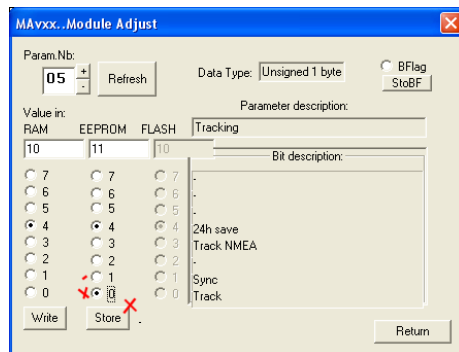 MAvxx..Module Adjust
Param.Nb:
05
+
-
Refresh
Data Type: Unsigned 1 byte
BFlag
StoBF
Value in:
Parameter description:
RAM EEPROM FLASH
Tracking
10 11 10
Bit description:
7 7 7 -
6 6 6 -
5 5 5 -
4 4 4 24h save
3 3 3 Track NMEA
2 2 2 -
1 1 1 Sync
0 0 0 Track
Write Store .
Return